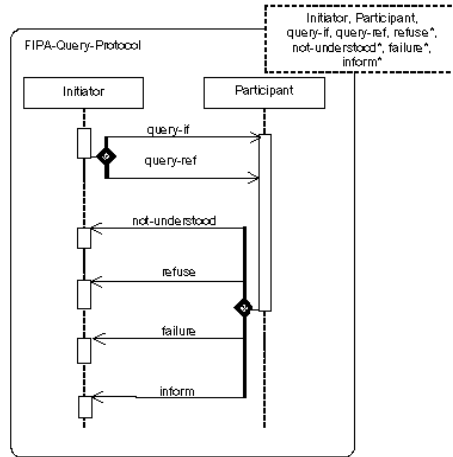 Initiator, Participant,
query-if, query-ref, refuse*,
not-understood*, failure*,
inform*
FIPA-Query-Protocol
Initiator
Participant
query-if
query-ref
not-understood
refuse
failure
inform